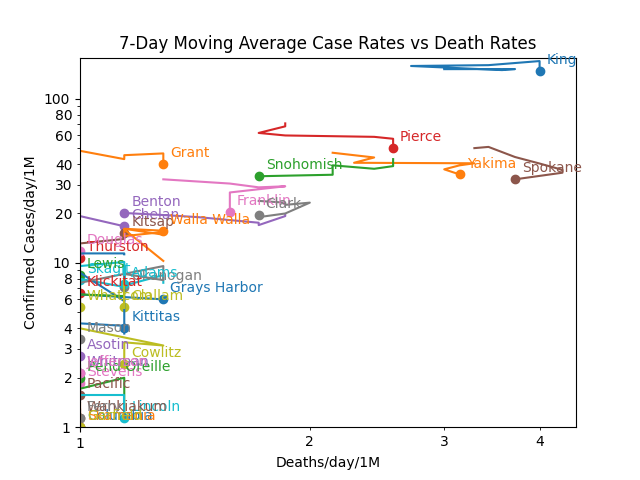 7-Day Moving Average Case Rates vs Death Rates
King
100
80
60
Pierce
Grant
40
Snohomish
Yakima
Spokane
30
Benton
Franklin
Clark
20
Chelan
Kitsap
Walla Walla
Douglas
Thurston
10
Lewis
Skagit
Adams
Okanogan
8
Klickitat
Grays Harbor
6
Whatcom
Clallam
Kittitas
4
Mason
Asotin
3
Cowlitz
Whitman
Pend Oreille
Stevens
2
Pacific
Wahkiakum
Lincoln
Columbia
1
1
2
3
4
Confirmed Cases/day/1M
Deaths/day/1M